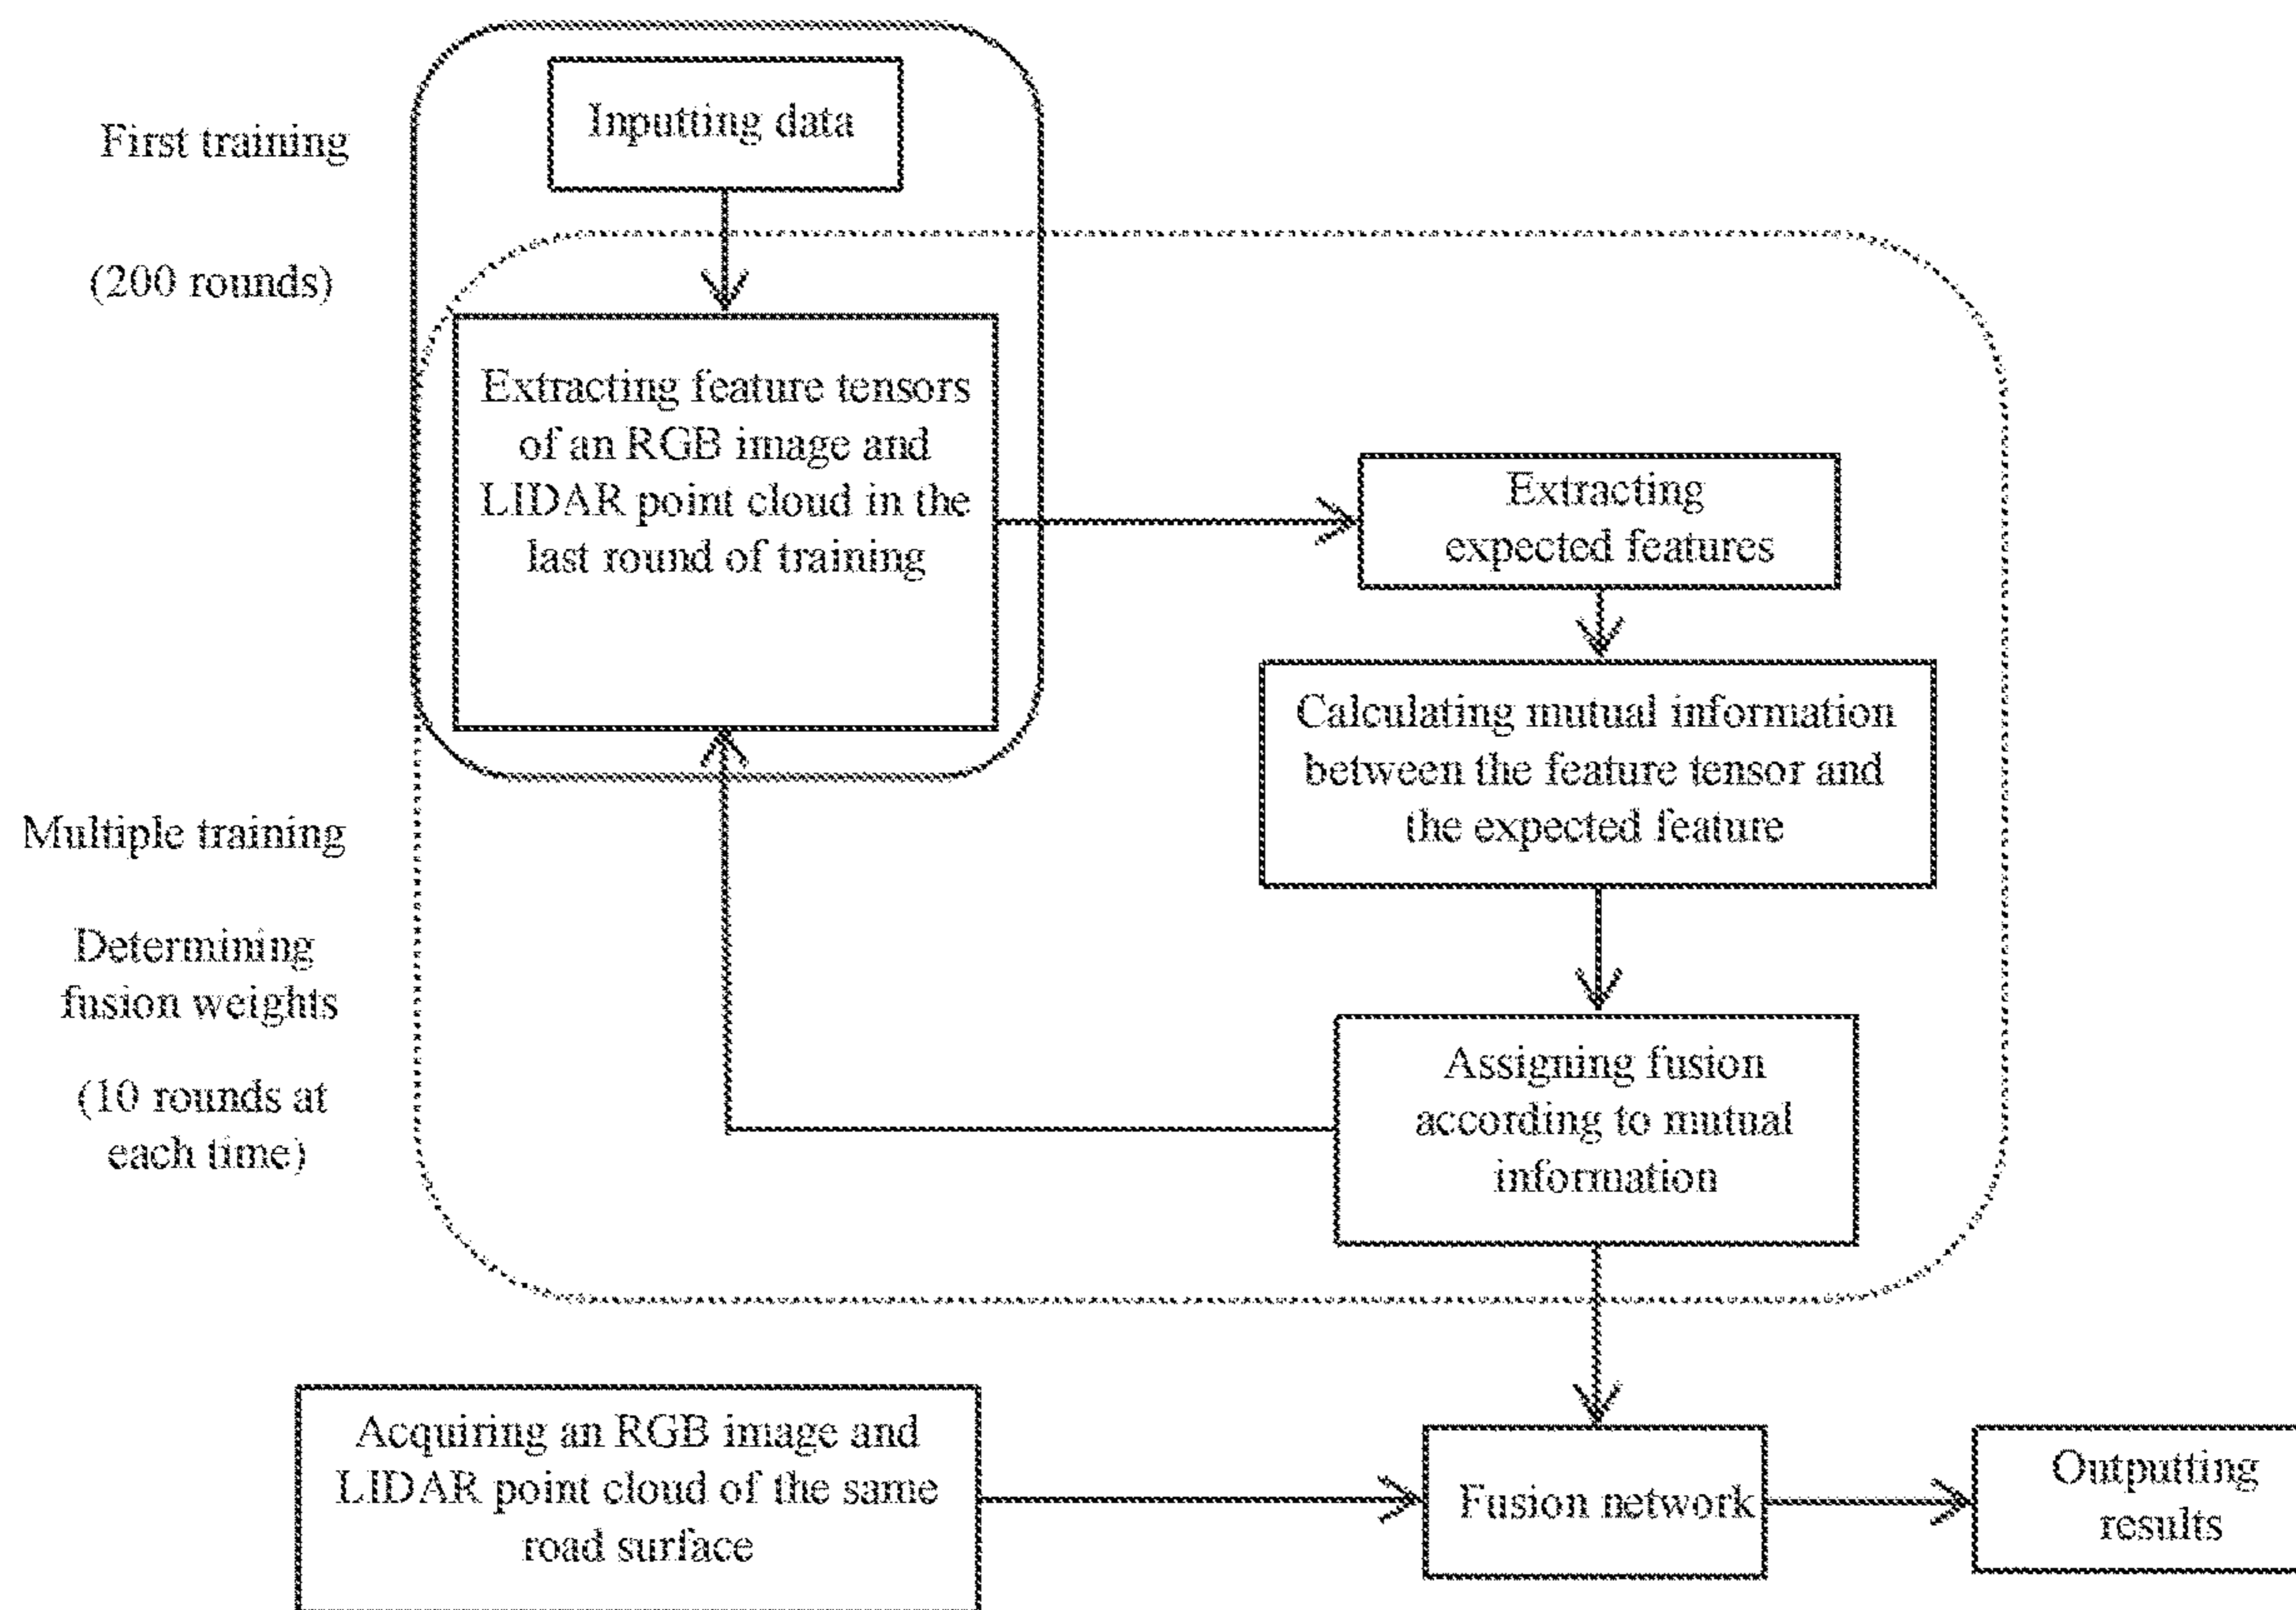 First training
(200 rounds)
Inputting data
Extracting feature tensors
of an RGB image and
LIDAR point cloud in the
last round of training
Extracting
expected features
Calculating mutual information
between the feature tensor and
the expected feature
Multiple training
Determining
fusion weights
(10 rounds at
each time)
Assigning fusion
according to mutual
information
Acquiring an RGB image and
LIDAR point cloud of the same
road surface
Fusion network
Outputting
results